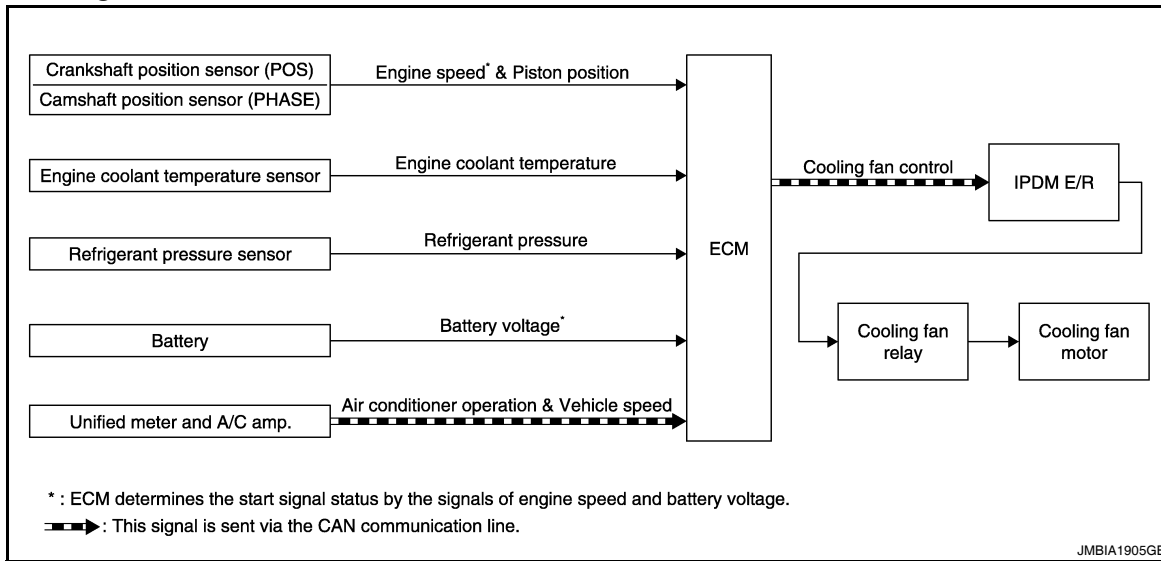 Crankshaft position sensor (POS)
Camshaft position sensor (PHASE)
Engine speed* & Piston position
Engine coolant temperature sensor
Engine coolant temperature
Refrigerant pressure sensor
Refrigerant pressure
Battery
Battery voltage*
Unified meter and A/C amp.
Air conditioner operation & Vehicle speed
ECM
Cooling fan control
IPDM E/R
Cooling fan
relay
Cooling fan
motor
* : ECM determines the start signal status by the signals of engine speed and battery voltage.
: This signal is sent via the CAN communication line.
JMBIA1905GB